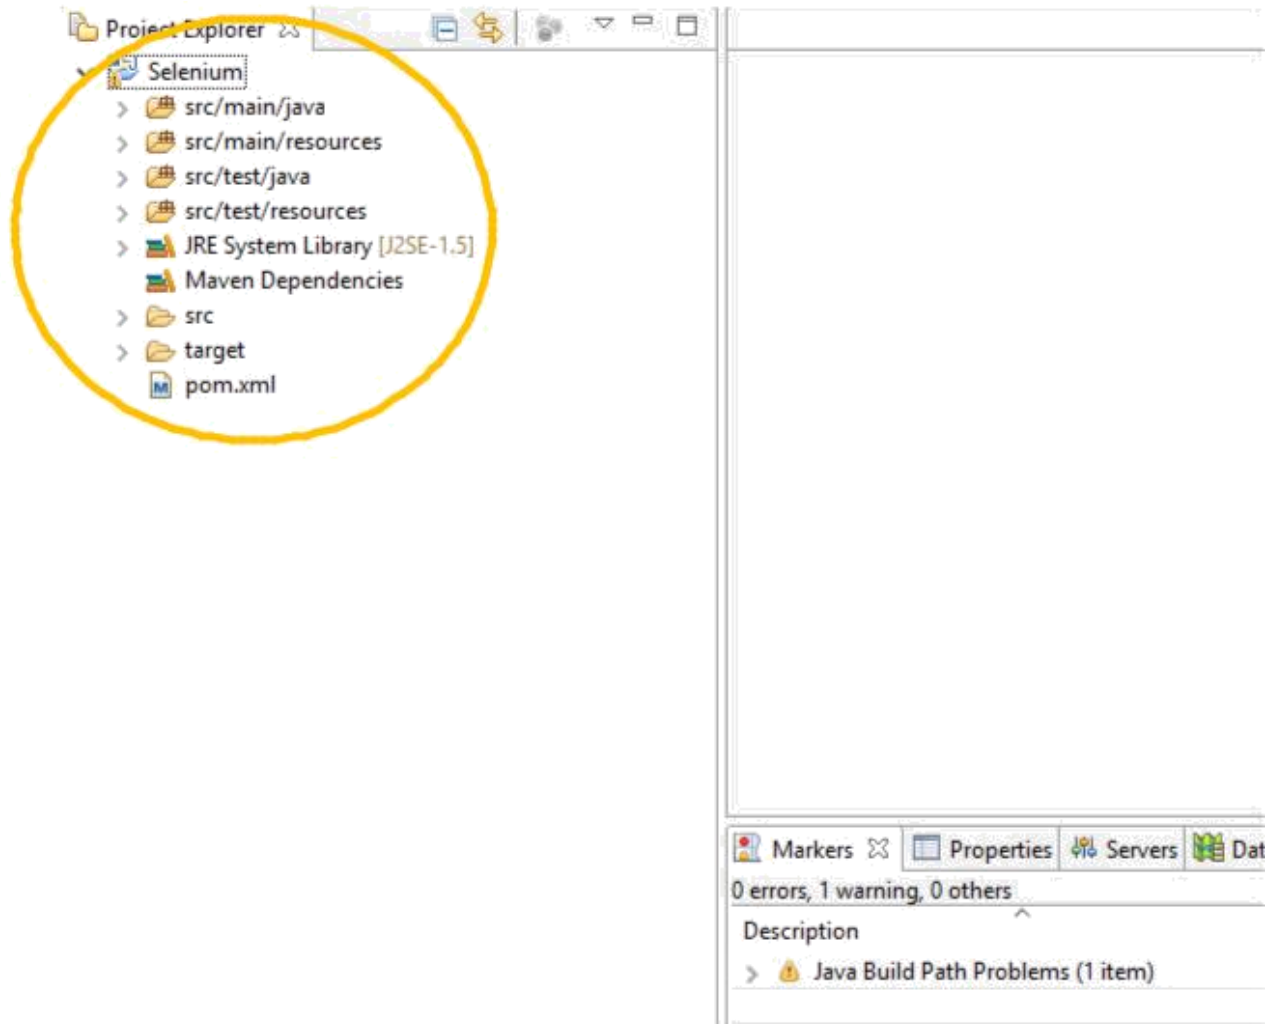 Project Explorer
Selenium
src/main/java
src/main/resources
src/test/java
src/test/resources
JRE System Library [J2SE-1.5]
Maven Dependencies
src
target
pom.xml
Markers Properties Servers Dat
0 errors, 1 warning, 0 others
Description
Java Build Path Problems (1 item)